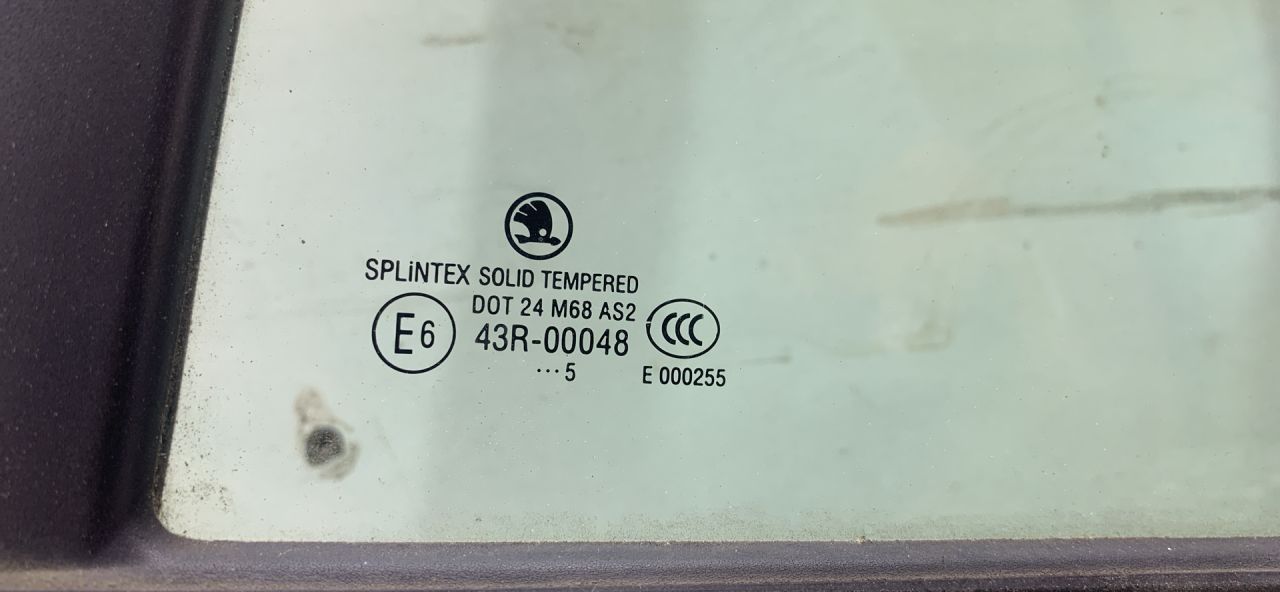 SPLiNTEX SOLID TEMPERED
DOT 24 M68 AS2
E6 43R-00048 CCC
···5 E 000255